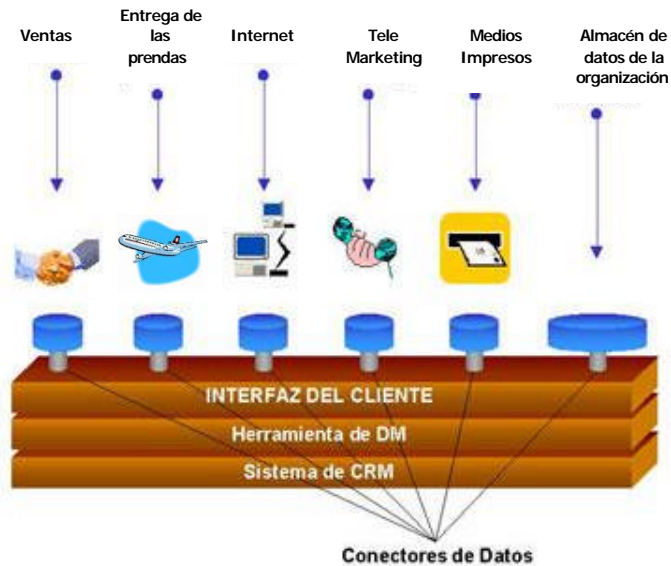 Ventas
Entrega de
las
prendas
Internet
Tele
Marketing
Medios
Impresos
Almacén de
datos de la
organización
INTERFAZ DEL CLIENTE
Herramienta de DM
Sistema de CRM
Conectores de Datos